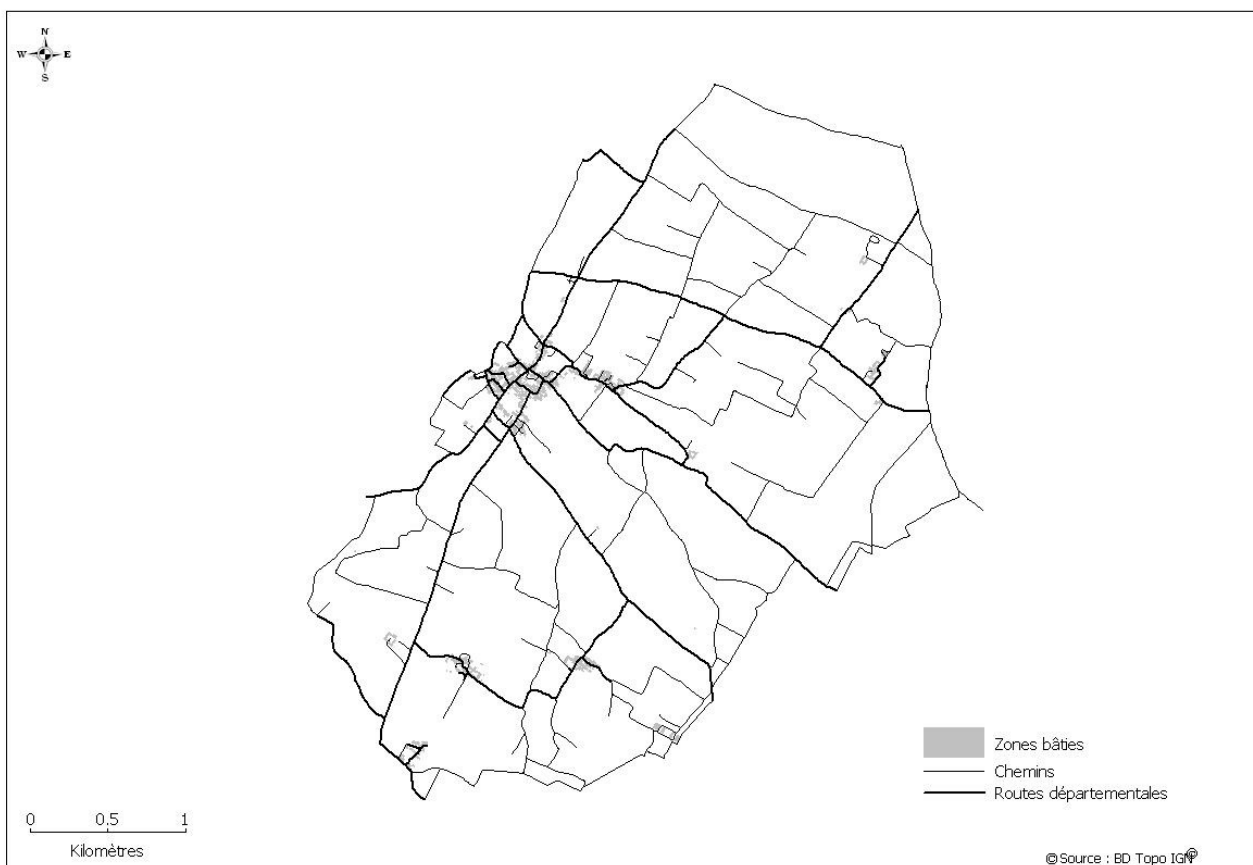 N
W E
S
Zones bâties
Chemins
Routes départementales
0 0.5 1
Kilomètres
©Source : BD Topo IGN©